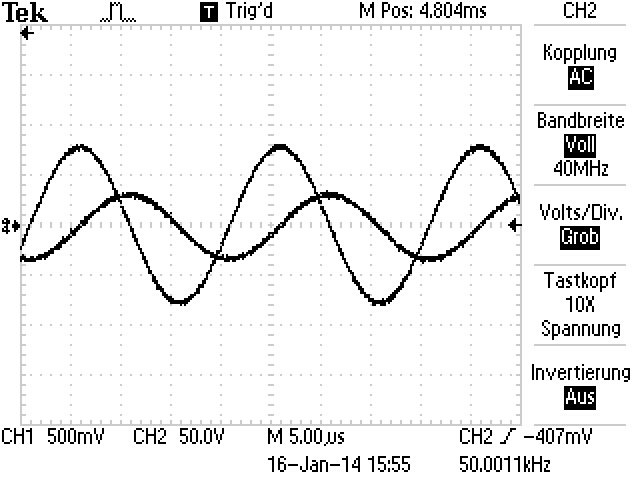 Tek T Trig'd M Pos: 4.804ms CH2
Kopplung
AC
Bandbreite
Voll
40MHz
Volts/Div.
Grob
Tastkopf
10X
Spannung
Invertierung
Aus
CH1 500mV CH2 50.0V M 5.00µs CH2 -407mV
16-Jan-14 15:55 50.0011kHz